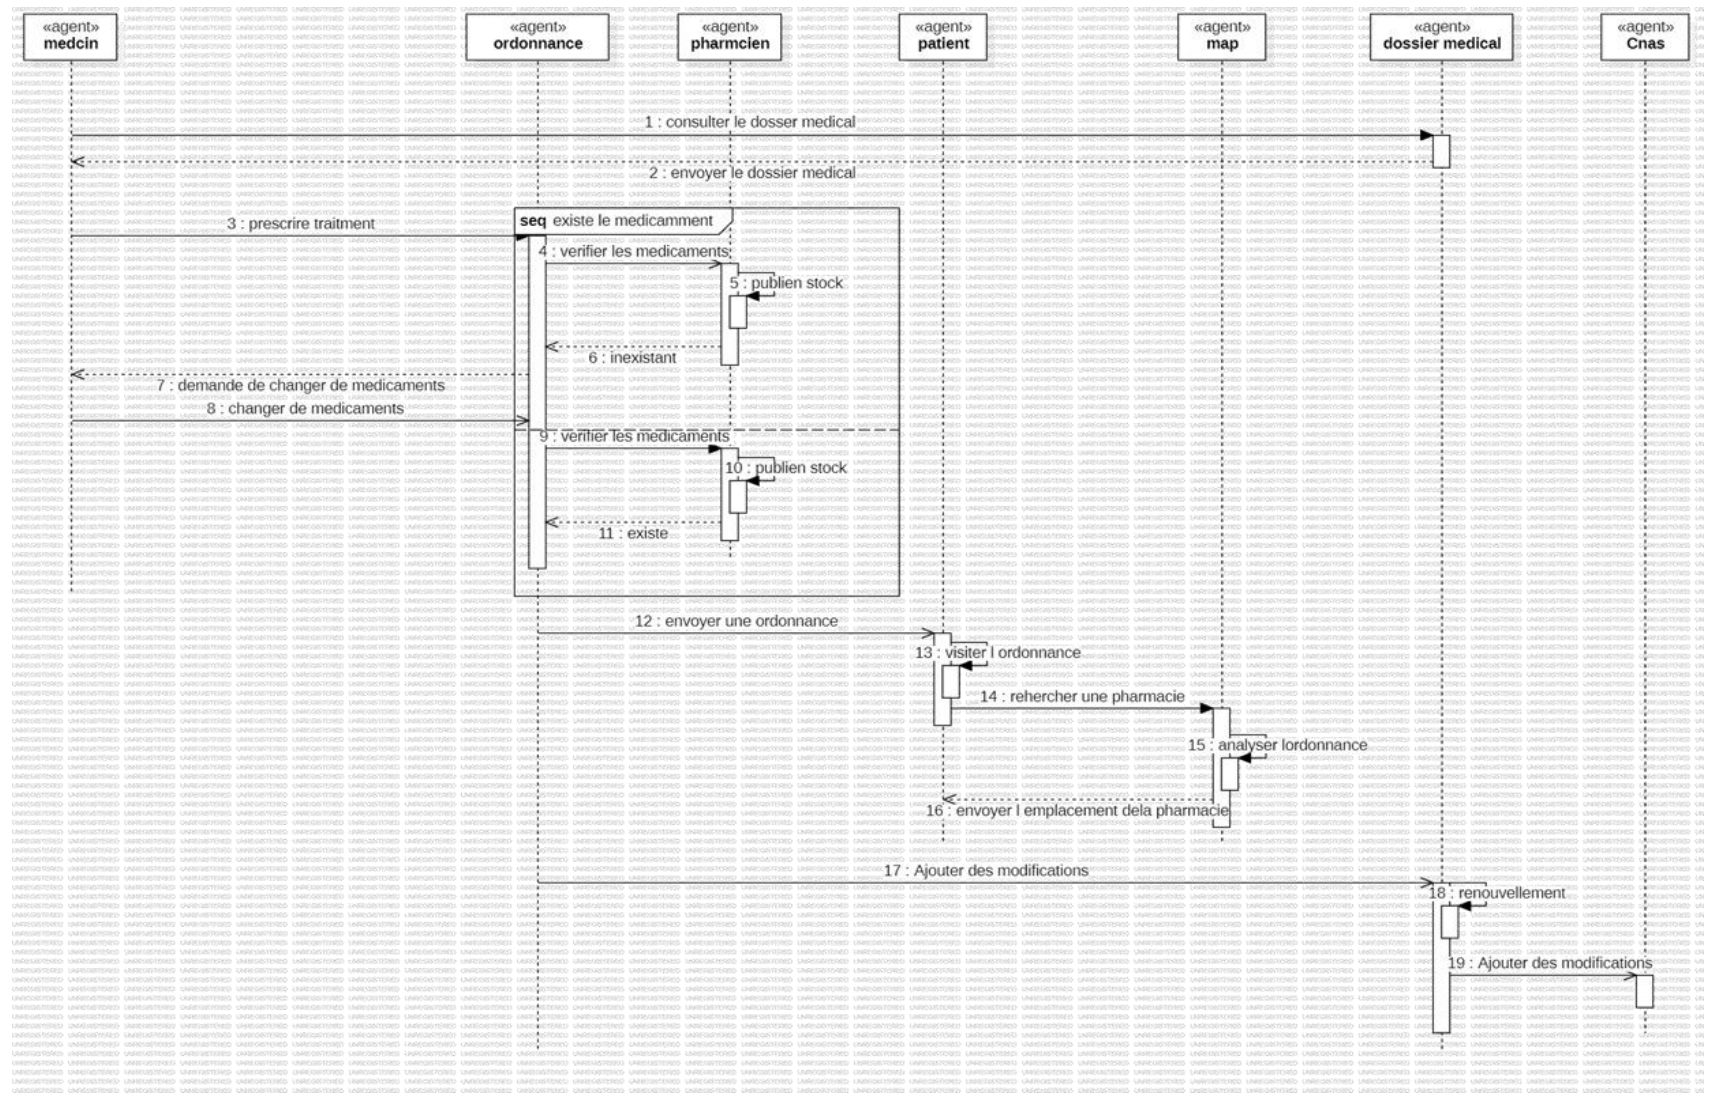 «agent»
medcin
«agent»
ordonnance
«agent»
pharmcien
«agent»
patient
«agent»
map
«agent»
dossier medical
«agent»
Cnas
1 : consulter le dosser medical
2 : envoyer le dossier medical
seq existe le medicamment
3 : prescrire traitment
4 : verifier les medicaments
5 : publien stock
6 : inexistant
7 : demande de changer de medicaments
8 : changer de medicaments
9 : verifier les medicaments
10 : publien stock
11 : existe
12 : envoyer une ordonnance
13 : visiter l ordonnance
14 : rehercher une pharmacie
15 : analyser lordonnance
16 : envoyer l emplacement dela pharmacie
17 : Ajouter des modifications
18 : renouvellement
19 : Ajouter des modifications